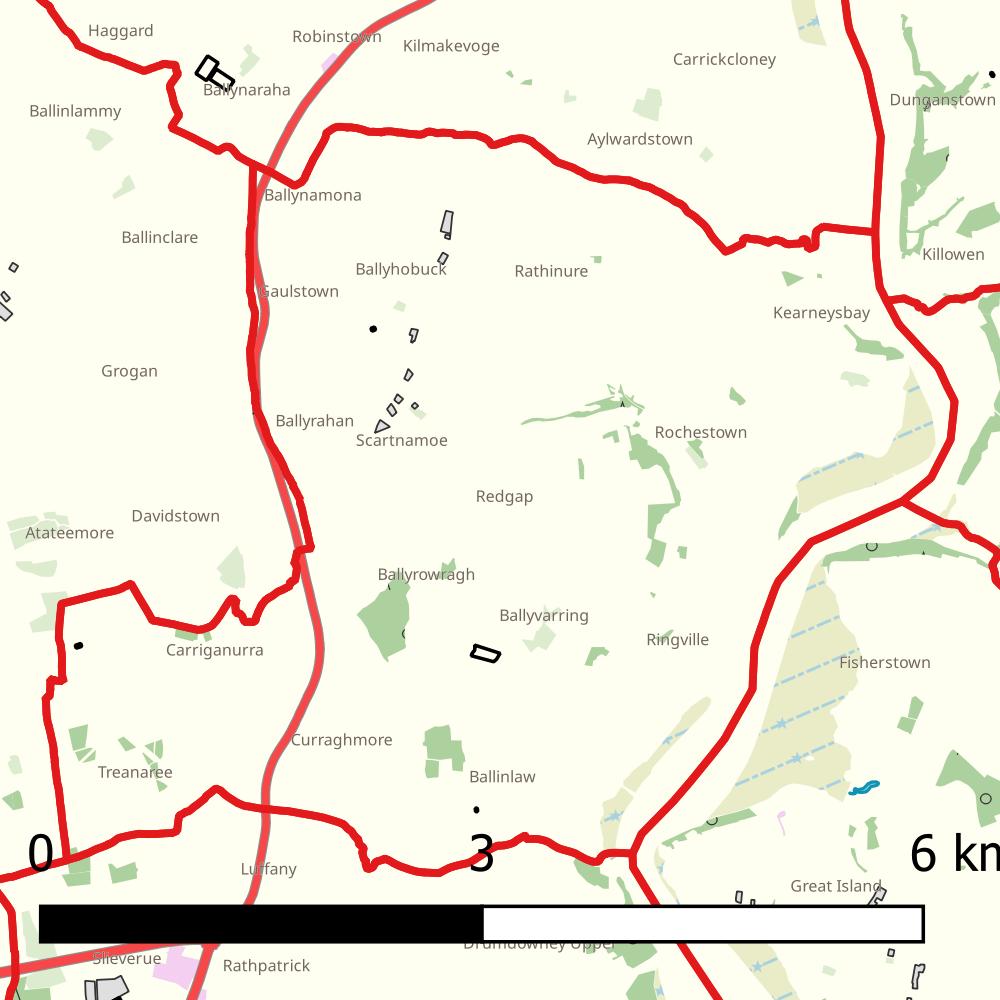 Haggard
Robinstown
Kilmakevoge
Carrickcloney
Ballynaraha
Dunganstown
Ballinlammy
Aylwardstown
Ballynamona
Ballinclare
Killowen
Ballyhobuck
Rathinure
Gaulstown
Kearneysbay
Grogan
Ballyrahan
Rochestown
Scartnamoe
Redgap
Davidstown
Atateemore
Ballyrowragh
Ballyvarring
Ringville
Carriganurra
Fisherstown
Curraghmore
Treanaree
Ballinlaw
0 3 6 km
Luffany
Great Island
Drumdowney Upper
Slieverue
Rathpatrick